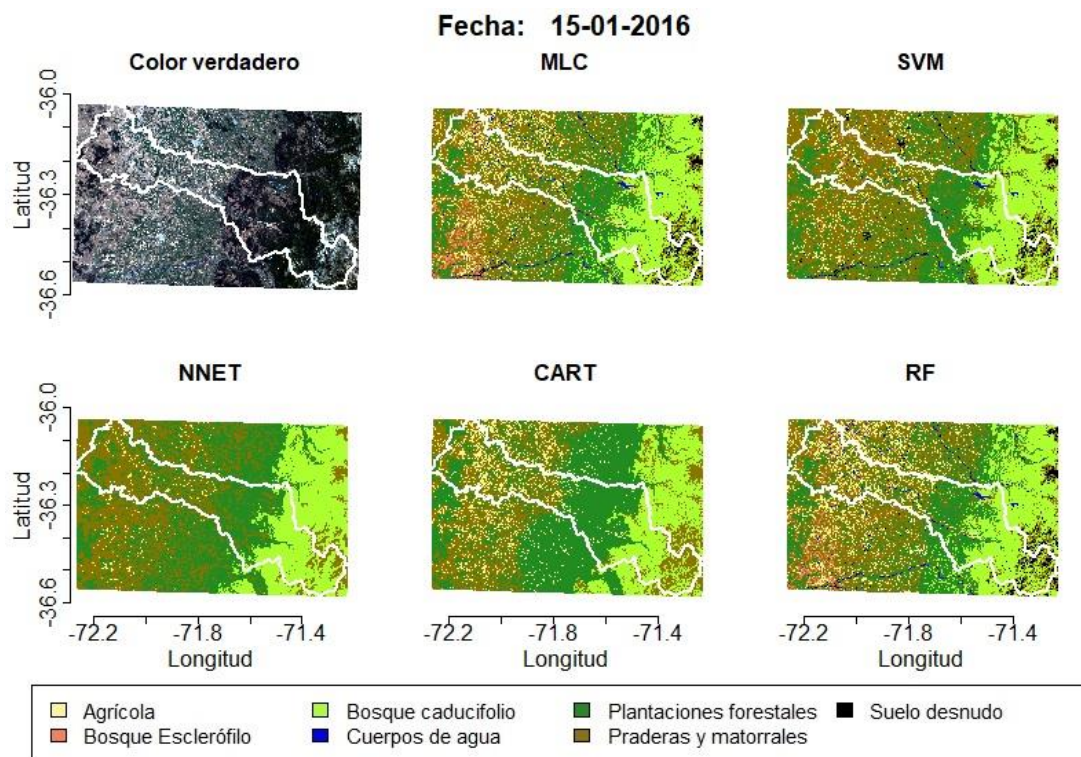 Fecha: 15-01-2016
Color verdadero MLC SVM
Latitud
-36.0
-36.3
-36.6
NNET CART RF
Latitud
-36.0
-36.3
-36.6
-72.2 -71.8 -71.4 -72.2 -71.8 -71.4 -72.2 -71.8 -71.4
Longitud Longitud Longitud
Agrícola Bosque caducifolio Plantaciones forestales Suelo desnudo
Bosque Esclerófilo Cuerpos de agua Praderas y matorrales